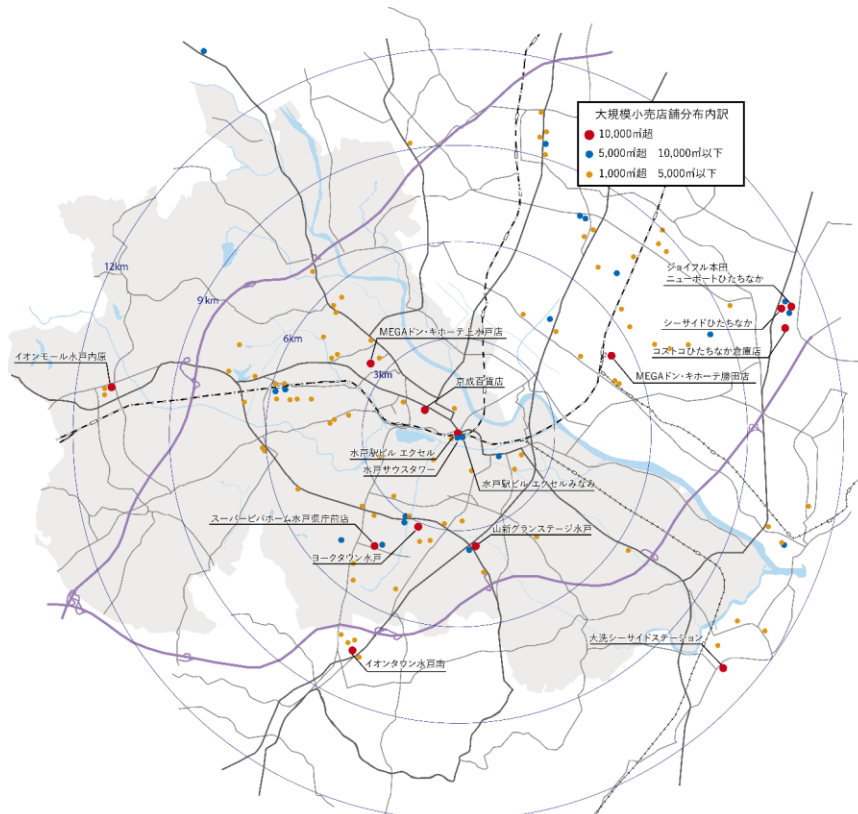 大規模小売店舗分布内訳
10,000㎡超
5,000㎡超 10,000㎡以下
1,000㎡超 5,000㎡以下
12km
9km
6km
3km
ジョイフル本田
ニューポートひたちなか
シーサイドひたちなか
コストコひたちなか倉庫店
MEGAドン・キホーテ勝田店
MEGAドン・キホーテ上水戸店
イオンモール水戸内原
京成百貨店
水戸駅ビル エクセル
水戸サウスタワー
水戸駅ビル エクセルみなみ
スーパービバホーム水戸県庁前店
山新グランステージ水戸
ヨークタウン水戸
大洗シーサイドステーション
イオンタウン水戸南